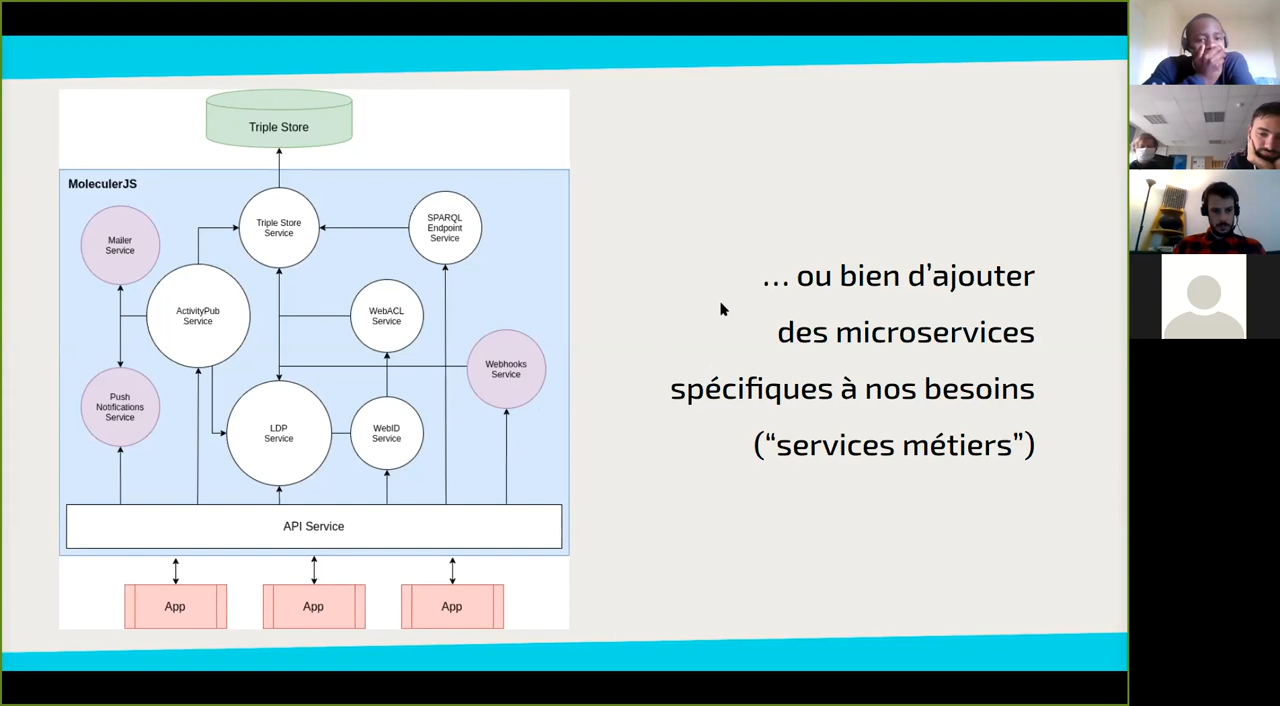 Triple Store
MoleculerJS
Mailer
Service
Triple Store
Service
SPARQL
Endpoint
Service
ActivityPub
Service
WebACL
Service
Webhooks
Service
Push
Notifications
Service
LDP
Service
WebID
Service
API Service
App
App
App
… ou bien d’ajouter
des microservices
spécifiques à nos besoins
(“services métiers”)